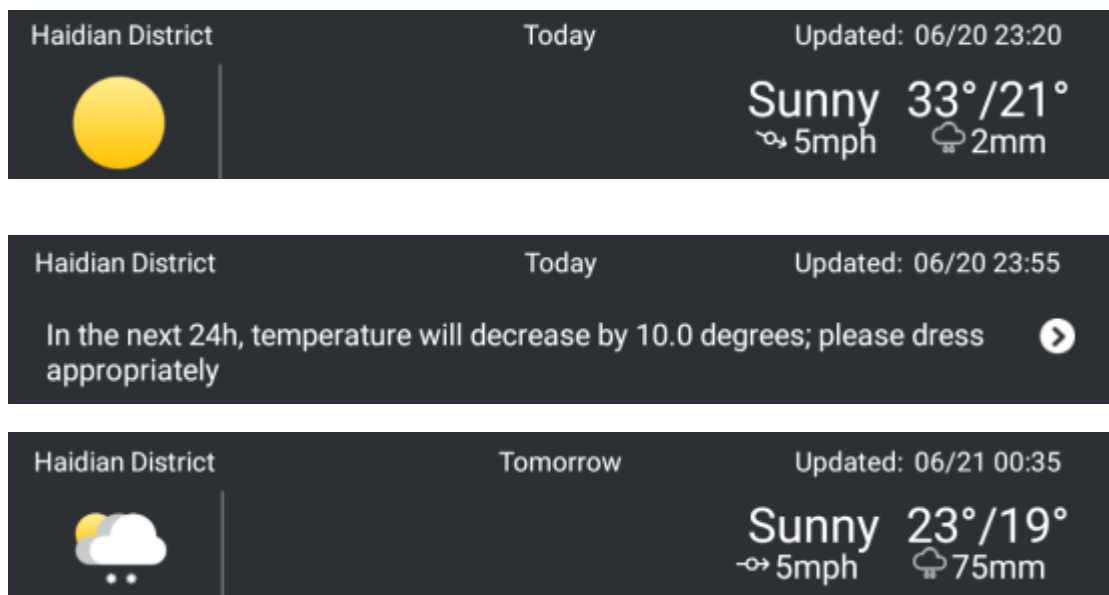 Haidian District Today Updated: 06/20 23:20
Sunny 33°/21°
5mph 2mm
Haidian District Today Updated: 06/20 23:55
In the next 24h, temperature will decrease by 10.0 degrees; please dress
appropriately
Haidian District Tomorrow Updated: 06/21 00:35
Sunny 23°/19°
5mph 75mm